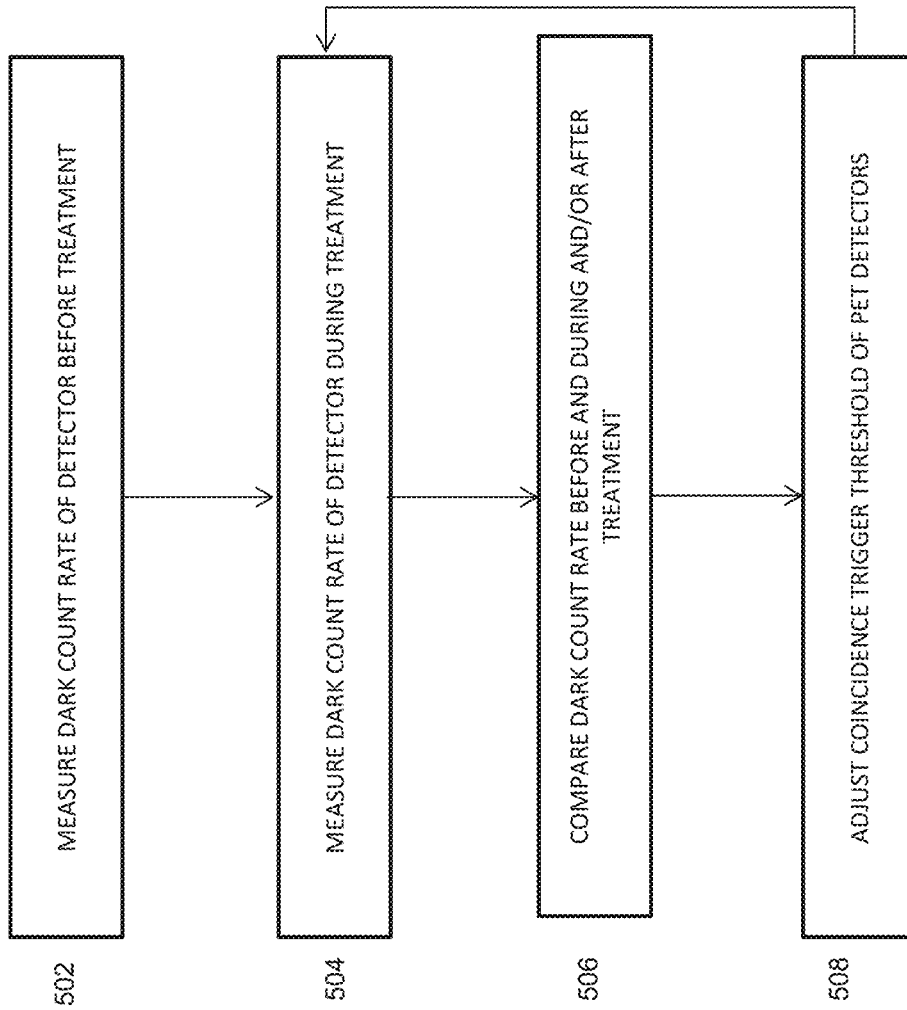 502
MEASURE DARK COUNT RATE OF DETECTOR BEFORE TREATMENT
504
MEASURE DARK COUNT RATE OF DETECTOR DURING TREATMENT
506
COMPARE DARK COUNT RATE BEFORE AND DURING AND/OR AFTER
TREATMENT
508
ADJUST COINCIDENCE TRIGGER THRESHOLD OF PET DETECTORS